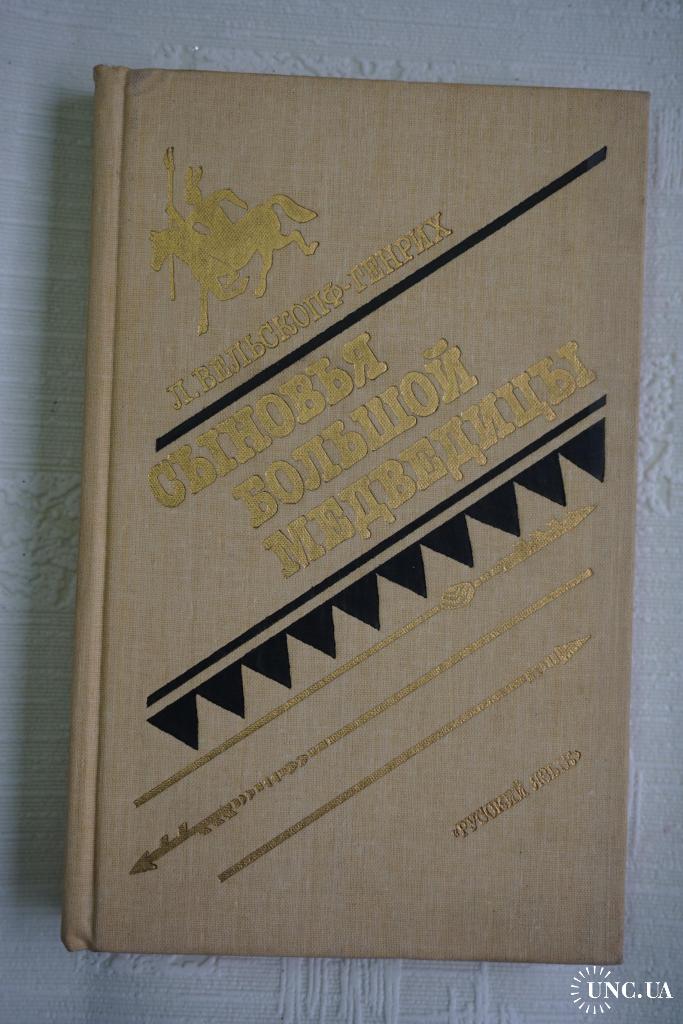 Л. ВЕЛЬСКОПФ-ГЕНРИХ
СЫНОВЬЯ
БОЛЬШОЙ
МЕДВЕДИЦЫ
«РУССКИЙ ЯЗЫК»
UNC.UA